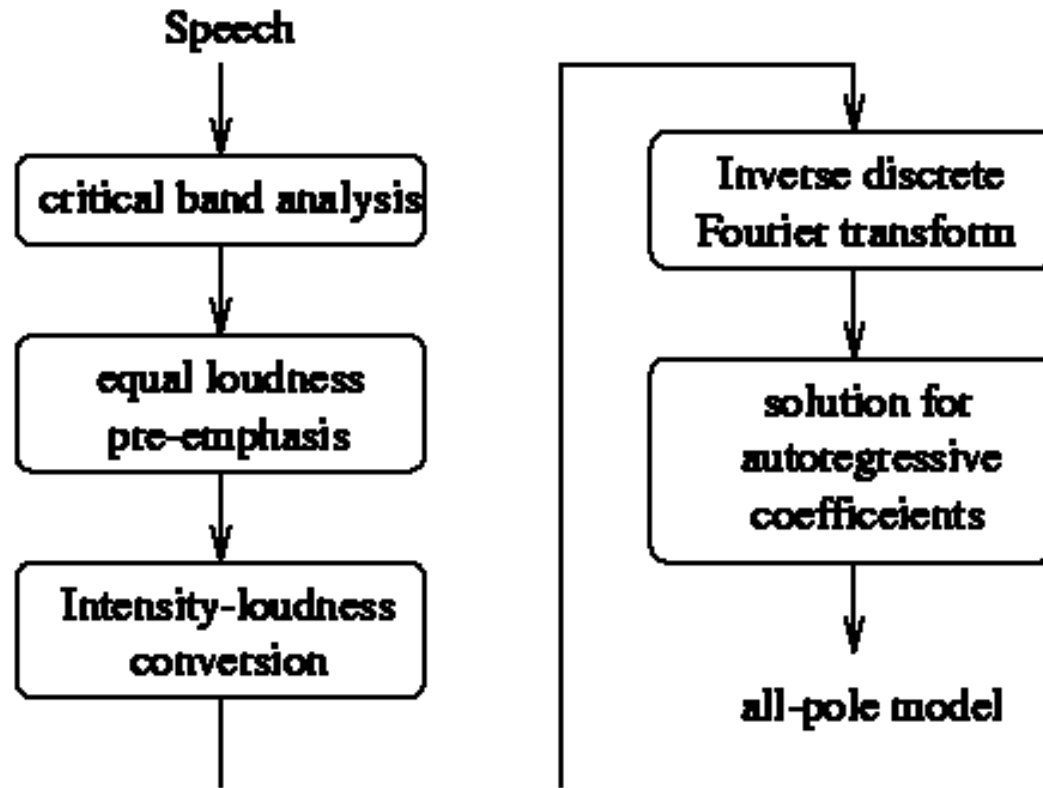 Speech
critical band analysis
equal loudness
pre-emphasis
Intensity-loudness
conversion
Inverse discrete
Fourier transform
solution for
autoregressive
coefficeients
all-pole model